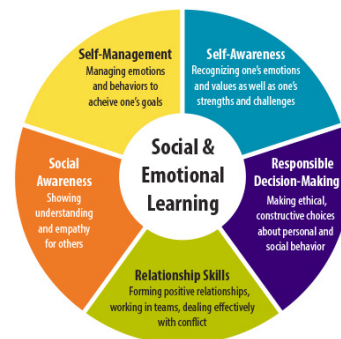 Self-Management
Managing emotions
and behaviors to
acheive one's goals
Self-Awareness
Recognizing one's emotions
and values as well as one's
strengths and challenges
Social &
Emotional
Learning
Social
Awareness
Showing
understanding
and empathy
for others
Responsible
Decision-Making
Making ethical,
constructive choices
about personal and
social behavior
Relationship Skills
Forming positive relationships,
working in teams, dealing effectively
with conflict